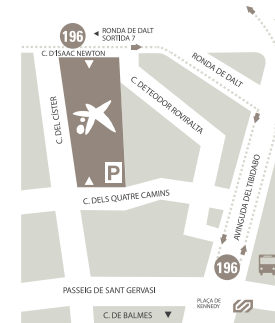 196
RONDA DE DALT
SORTIDA 7
C. D'ISAAC NEWTON
RONDA DE DALT
C. DETEODOR ROVIRALTA
C. DEL CÍSTER
P
C. DELS QUATRE CAMINS
AVINGUDA DEL TIBIDABO
196
PASSEIG DE SANT GERVASI
PLAÇA DE
KENNEDY
C. DE BALMES